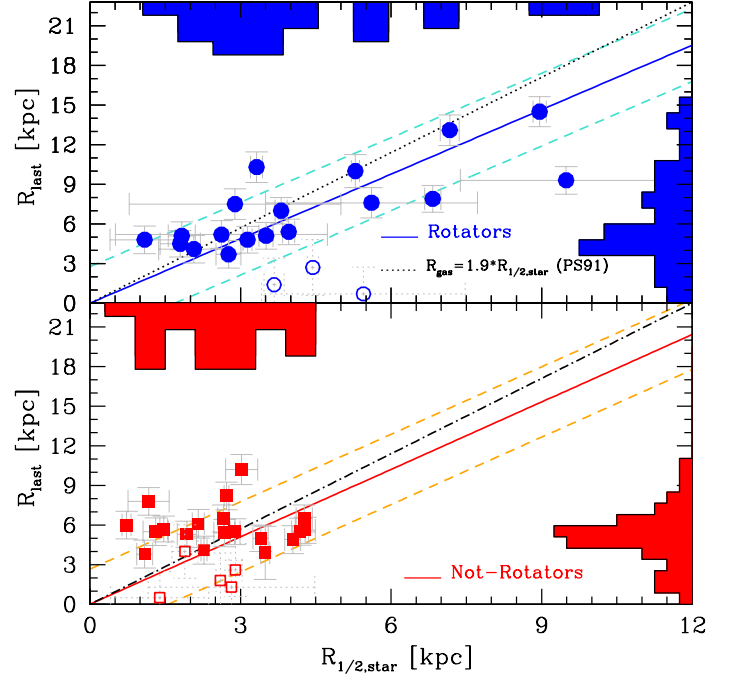 21
18
15
12
9
6
3
0
R_last [kpc]
Rotators
R_gas=1.9*R_1/2,star (PS91)
21
18
15
12
9
6
3
0
R_last [kpc]
Not-Rotators
0 3 6 9 12
R_1/2,star [kpc]